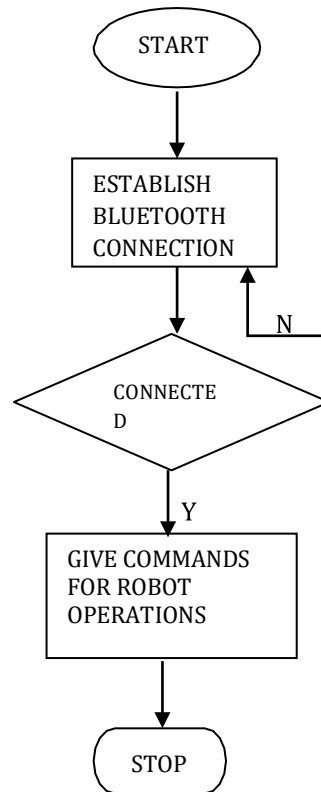 START
ESTABLISH
BLUETOOTH
CONNECTION
N
CONNECTE
D
Y
GIVE COMMANDS
FOR ROBOT
OPERATIONS
STOP